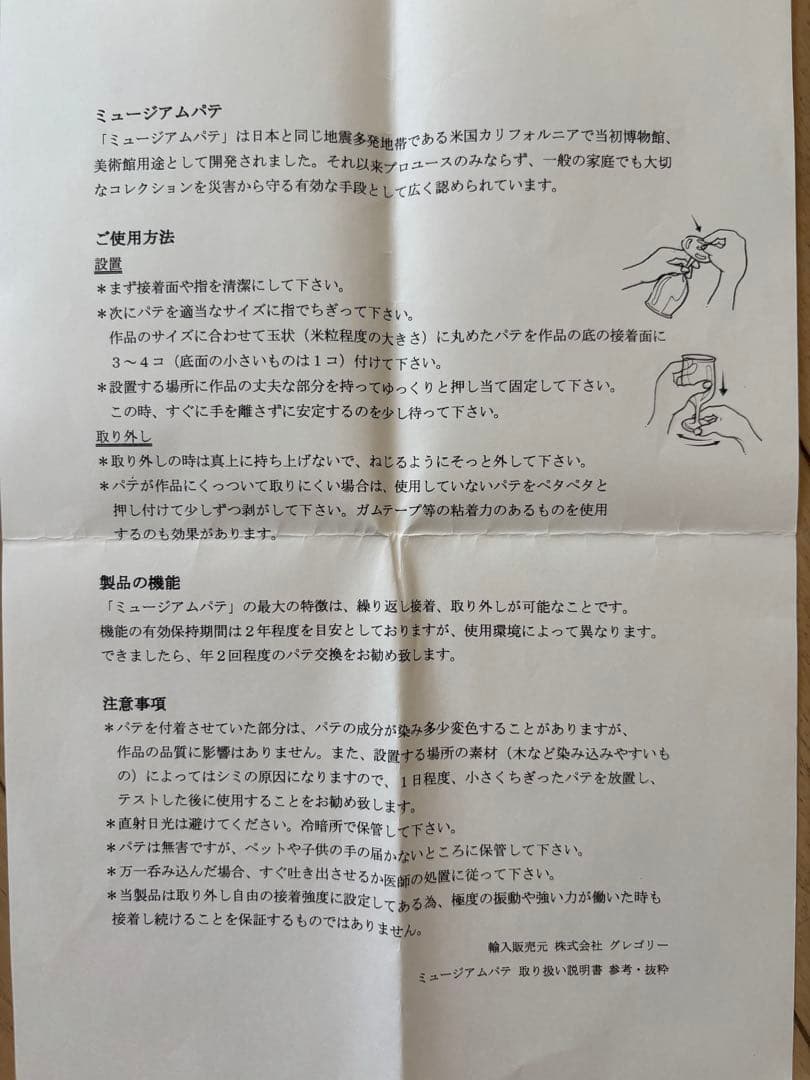 ミュージアムパテ
「ミュージアムパテ」は日本と同じ地震多発地帯である米国カリフォルニアで当初博物館、
美術館用途として開発されました。それ以来プロユースのみならず、一般の家庭でも大切
なコレクションを災害から守る有効な手段として広く認められています。
ご使用方法
設置
＊まず接着面や指を清潔にして下さい。
＊次にパテを適当なサイズに指でちぎって下さい。
作品のサイズに合わせて玉状（米粒程度の大きさ）に丸めたパテを作品の底の接着面に
３～４コ（底面の小さいものは１コ）付けて下さい。
＊設置する場所に作品の丈夫な部分を持ってゆっくりと押し当て固定して下さい。
この時、すぐに手を離さずに安定するのを少し待って下さい。
取り外し
＊取り外しの時は真上に持ち上げないで、ねじるようにそっと外して下さい。
＊パテが作品にくっついて取りにくい場合は、使用していないパテをペタペタと
押し付けて少しずつ剥がして下さい。ガムテープ等の粘着力のあるものを使用
するのも効果があります。
製品の機能
「ミュージアムパテ」の最大の特徴は、繰り返し接着、取り外しが可能なことです。
機能の有効保持期間は２年程度を目安としておりますが、使用環境によって異なります。
できましたら、年２回程度のパテ交換をお勧め致します。
注意事項
＊パテを付着させていた部分は、パテの成分が染み多少変色することがありますが、
作品の品質に影響はありません。また、設置する場所の素材（木など染み込みやすいも
の）によってはシミの原因になりますので、１日程度、小さくちぎったパテを放置し、
テストした後に使用することをお勧め致します。
＊直射日光は避けてください。冷暗所で保管して下さい。
＊パテは無害ですが、ペットや子供の手の届かないところに保管して下さい。
＊万一呑み込んだ場合、すぐ吐き出させるか医師の処置に従って下さい。
＊当製品は取り外し自由の接着強度に設定してある為、極度の振動や強い力が働いた時も
接着し続けることを保証するものではありません。
輸入販売元 株式会社 グレゴリー
ミュージアムパテ 取り扱い説明書 参考・抜粋